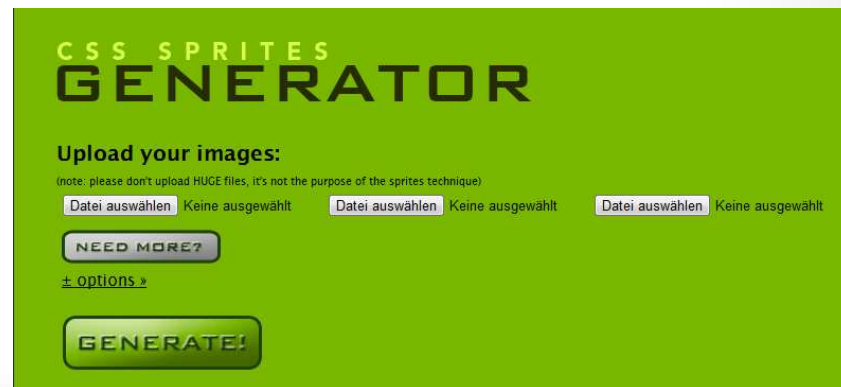 CSS SPRITES
GENERATOR
Upload your images:
(note: please don't upload HUGE files, it's not the purpose of the sprites technique)
Datei auswählen Keine ausgewählt Datei auswählen Keine ausgewählt Datei auswählen Keine ausgewählt
NEED MORE?
± options »
GENERATE!